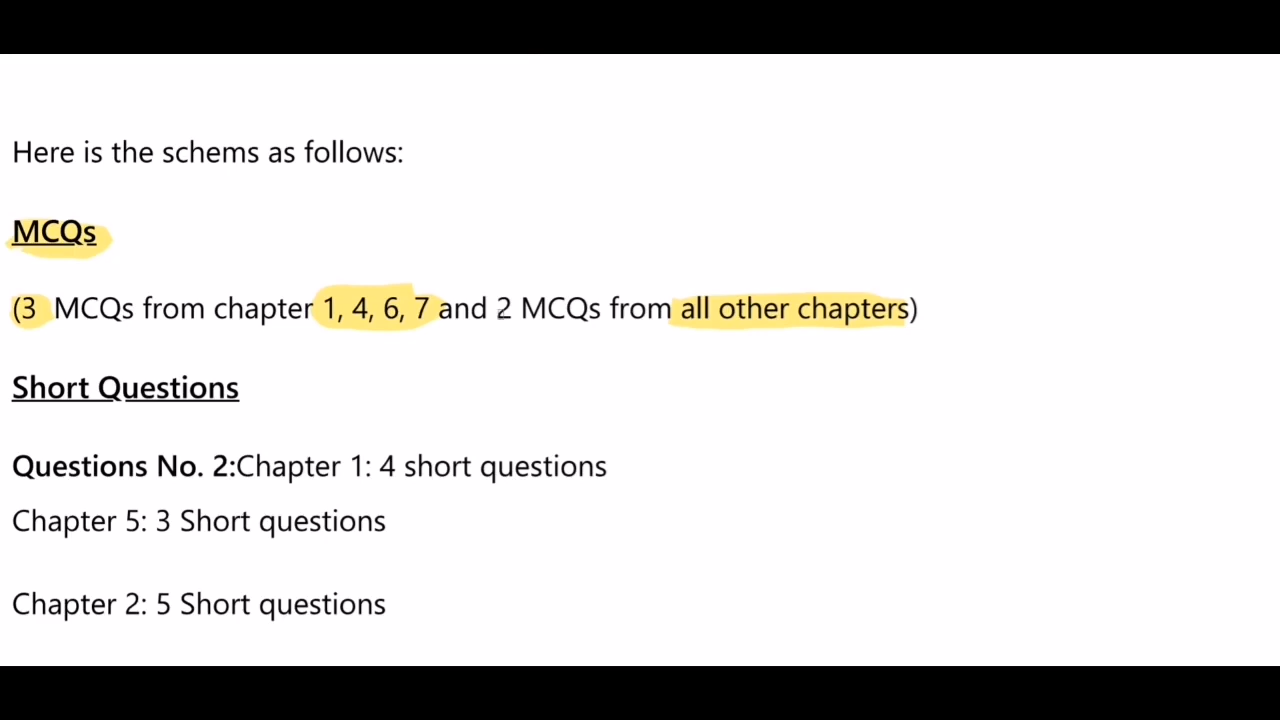 Here is the schems as follows:
MCQs
(3 MCQs from chapter 1, 4, 6, 7 and 2 MCQs from all other chapters)
Short Questions
Questions No. 2:Chapter 1: 4 short questions
Chapter 5: 3 Short questions
Chapter 2: 5 Short questions